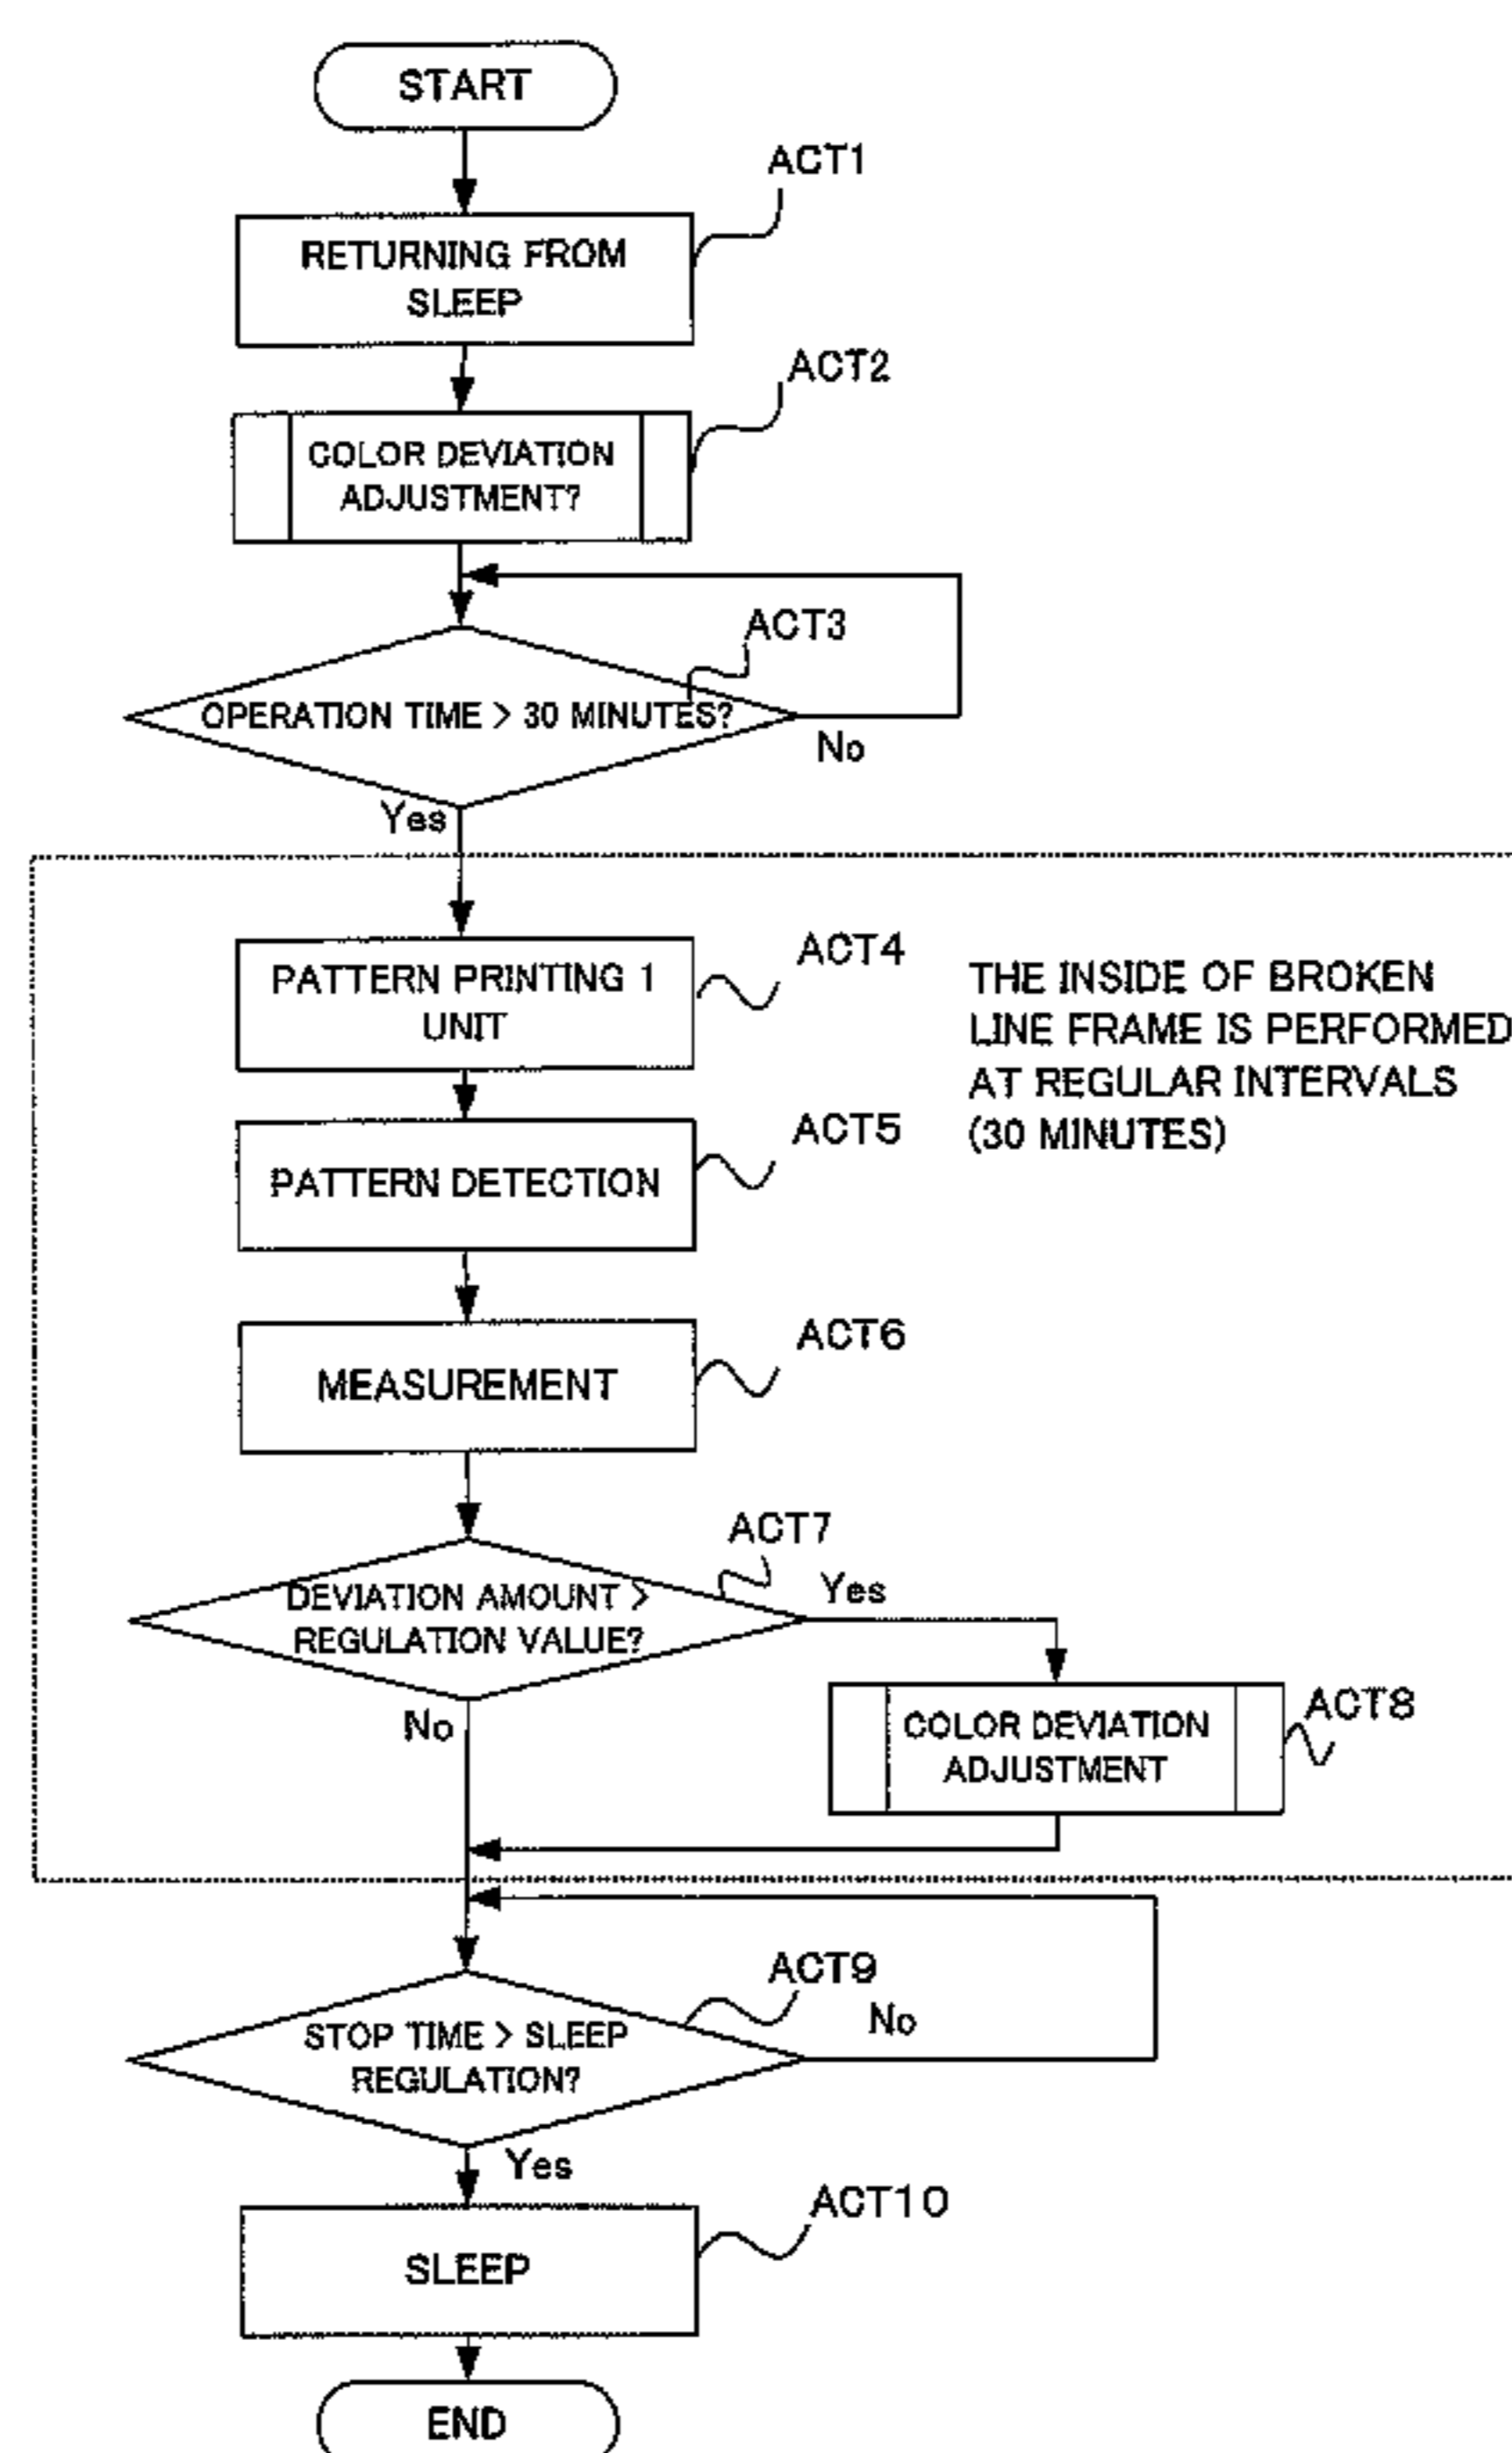 START
ACT1
RETURNING FROM
SLEEP
ACT2
COLOR DEVIATION
ADJUSTMENT?
ACT3
OPERATION TIME > 30 MINUTES?
No
Yes
ACT4
PATTERN PRINTING 1
UNIT
THE INSIDE OF BROKEN
LINE FRAME IS PERFORMED
AT REGULAR INTERVALS
(30 MINUTES)
ACT5
PATTERN DETECTION
ACT6
MEASUREMENT
ACT7
DEVIATION AMOUNT >
REGULATION VALUE?
Yes
No
ACT8
COLOR DEVIATION
ADJUSTMENT
ACT9
STOP TIME > SLEEP
REGULATION?
No
Yes
ACT10
SLEEP
END